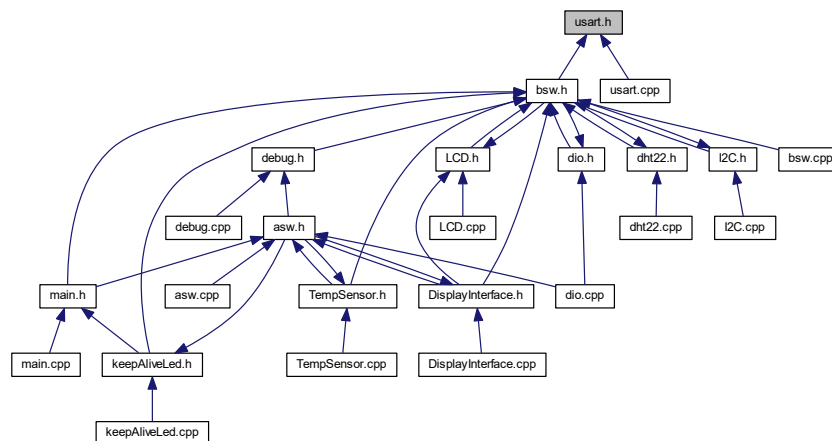 usart.h
bsw.h
usart.cpp
debug.h
LCD.h
dio.h
dht22.h
I2C.h
bsw.cpp
debug.cpp
asw.h
LCD.cpp
dht22.cpp
I2C.cpp
main.h
asw.cpp
TempSensor.h
DisplayInterface.h
dio.cpp
main.cpp
keepAliveLed.h
TempSensor.cpp
DisplayInterface.cpp
keepAliveLed.cpp